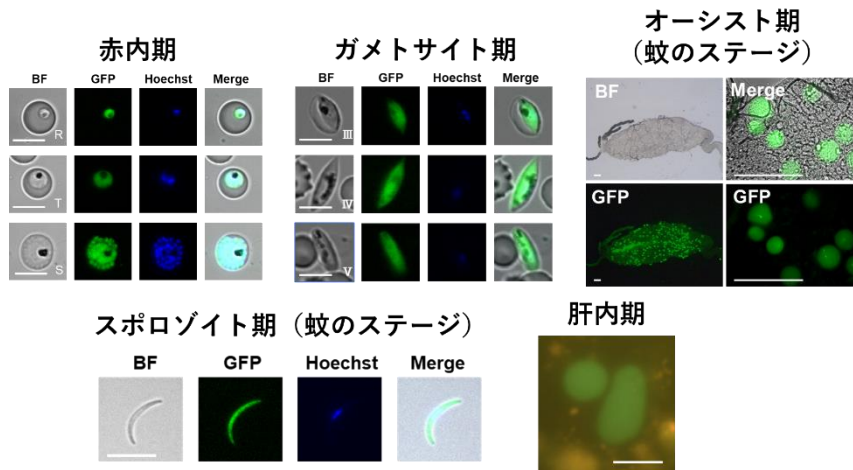 赤内期
BF GFP Hoechst Merge
R
T
S
ガメトサイト期
BF GFP Hoechst Merge
III
IV
V
オーシスト期
（蚊のステージ）
BF
Merge
GFP
GFP
スポロゾイト期（蚊のステージ）
BF GFP Hoechst Merge
肝内期